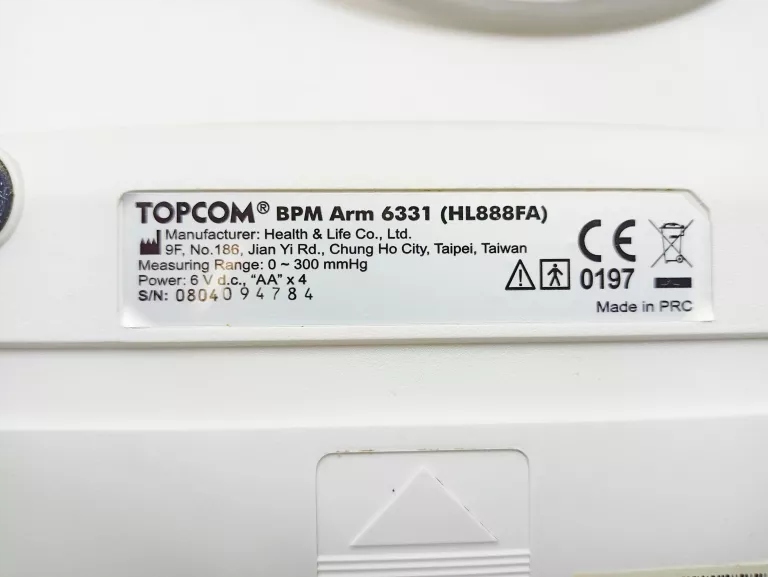 TOPCOM® BPM Arm 6331 (HL888FA)
Manufacturer: Health & Life Co., Ltd.
9F, No.186, Jian Yi Rd., Chung Ho City, Taipei, Taiwan
Measuring Range: 0 ~ 300 mmHg
Power: 6 V d.c., “AA” x 4
S/N: 0804094784
CE
0197
Made in PRC